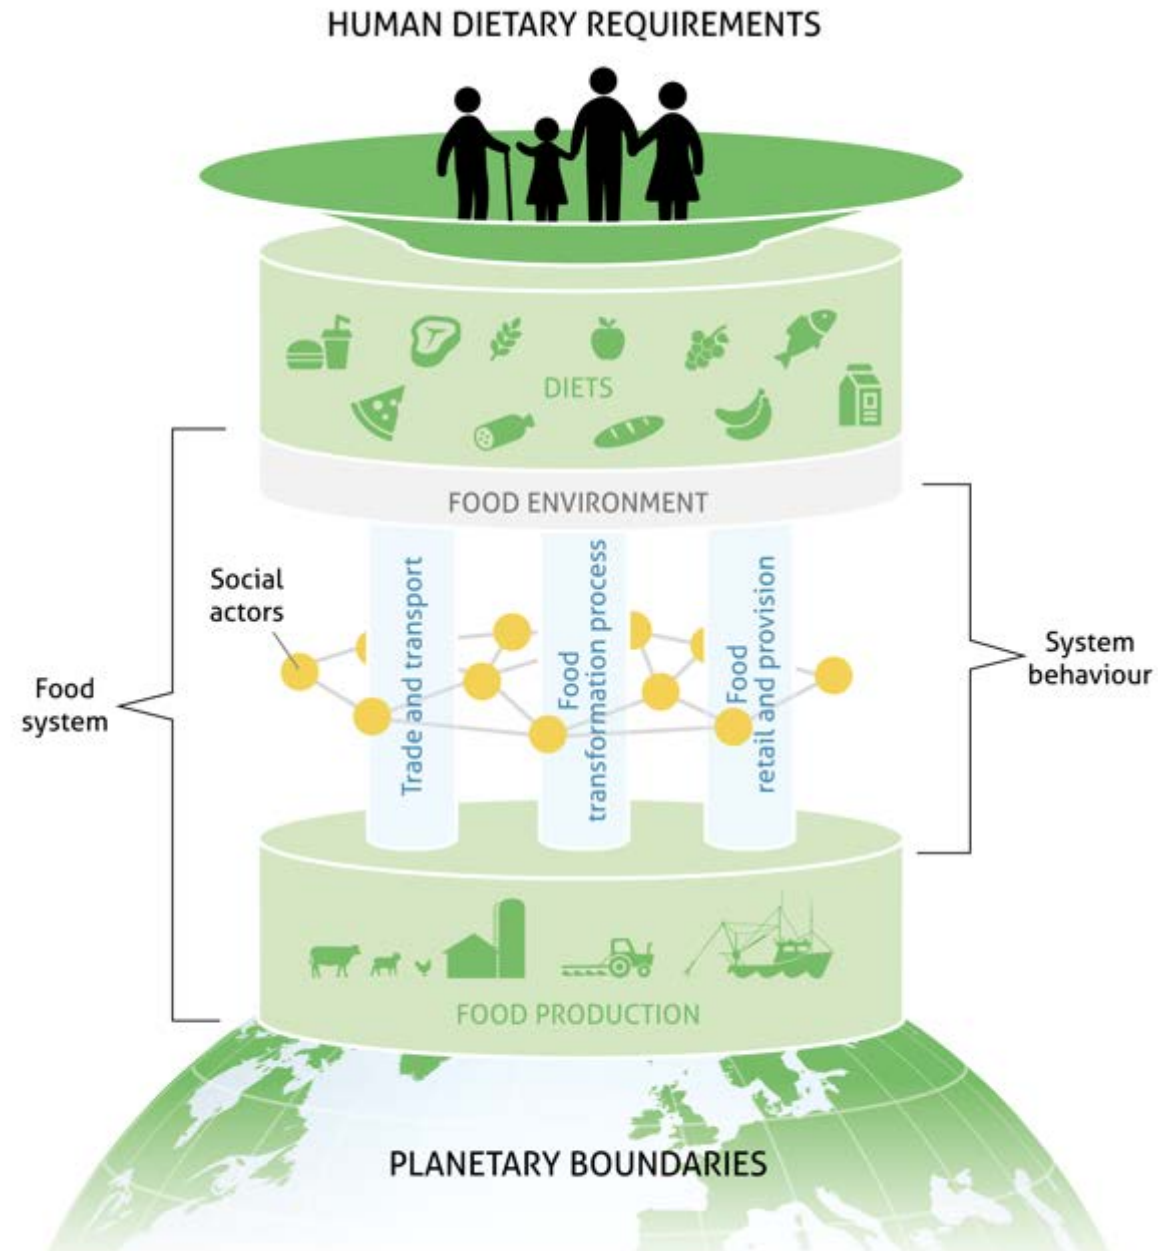 HUMAN DIETARY REQUIREMENTS
DIETS
FOOD ENVIRONMENT
Social
actors
Trade and transport
Food
transformation process
Food
retail and provision
System
behaviour
Food
system
FOOD PRODUCTION
PLANETARY BOUNDARIES